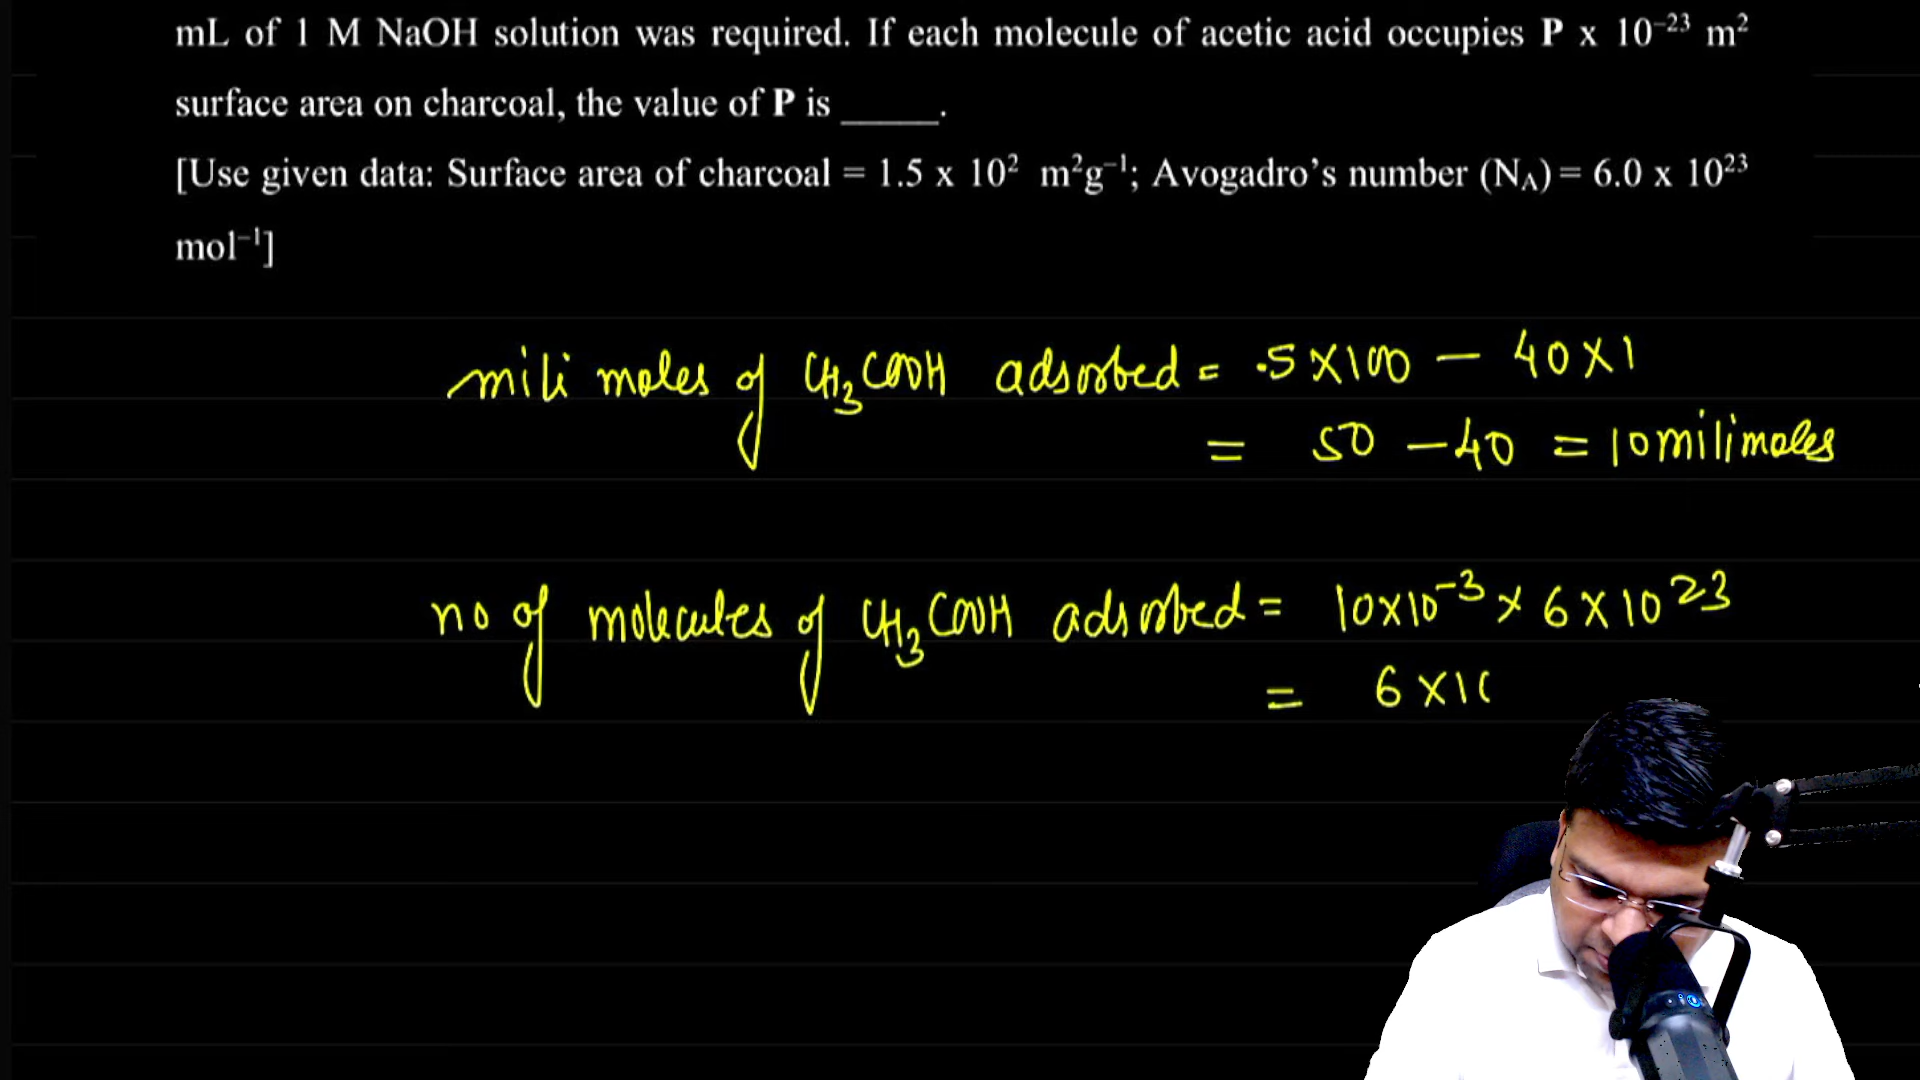 mL of 1 M NaOH solution was required. If each molecule of acetic acid occupies P x 10⁻²³ m²
surface area on charcoal, the value of P is _____.
[Use given data: Surface area of charcoal = 1.5 x 10² m²g⁻¹; Avogadro's number (N_A) = 6.0 x 10²³
mol⁻¹]
mili moles of CH₃COOH adsorbed = .5 X 100 − 40 X 1
= 50 − 40 = 10 milimoles
no of molecules of CH₃COOH adsorbed = 10 x 10⁻³ x 6 X 10²³
= 6 X 1